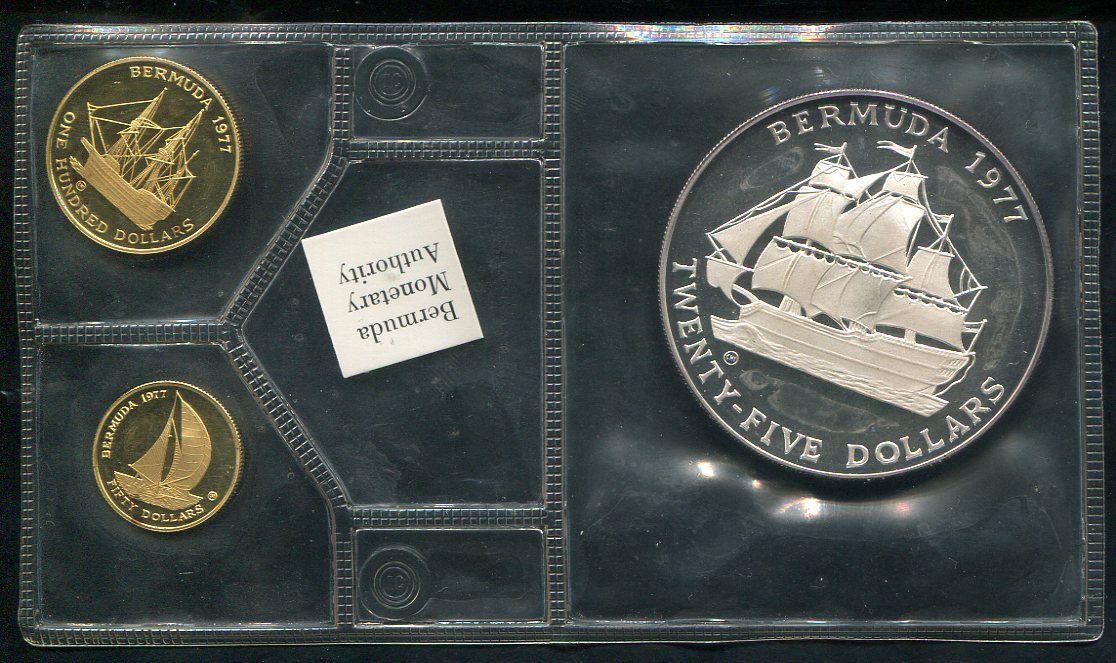 BERMUDA 1977
ONE HUNDRED DOLLARS
BERMUDA 1977
FIFTY DOLLARS
Bermuda
Monetary
Authority
BERMUDA 1977
TWENTY-FIVE DOLLARS